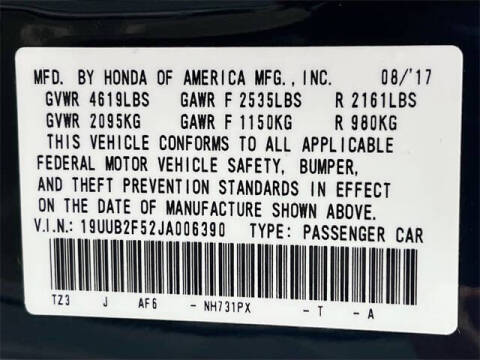 MFD. BY HONDA OF AMERICA MFG., INC. 08/'17
GVWR 4619LBS GAWR F 2535LBS R 2161LBS
GVWR 2095KG GAWR F 1150KG R 980KG
THIS VEHICLE CONFORMS TO ALL APPLICABLE
FEDERAL MOTOR VEHICLE SAFETY, BUMPER,
AND THEFT PREVENTION STANDARDS IN EFFECT
ON THE DATE OF MANUFACTURE SHOWN ABOVE.
V.I.N.: 19UUB2F52JA006390 TYPE: PASSENGER CAR
TZ3 J AF6 - NH731PX - T - A